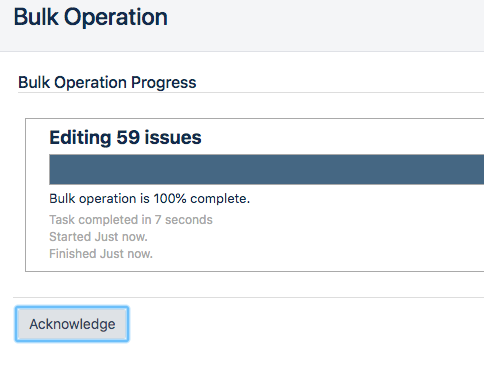 Bulk Operation
Bulk Operation Progress
Editing 59 issues
Bulk operation is 100% complete.
Task completed in 7 seconds
Started Just now.
Finished Just now.
Acknowledge